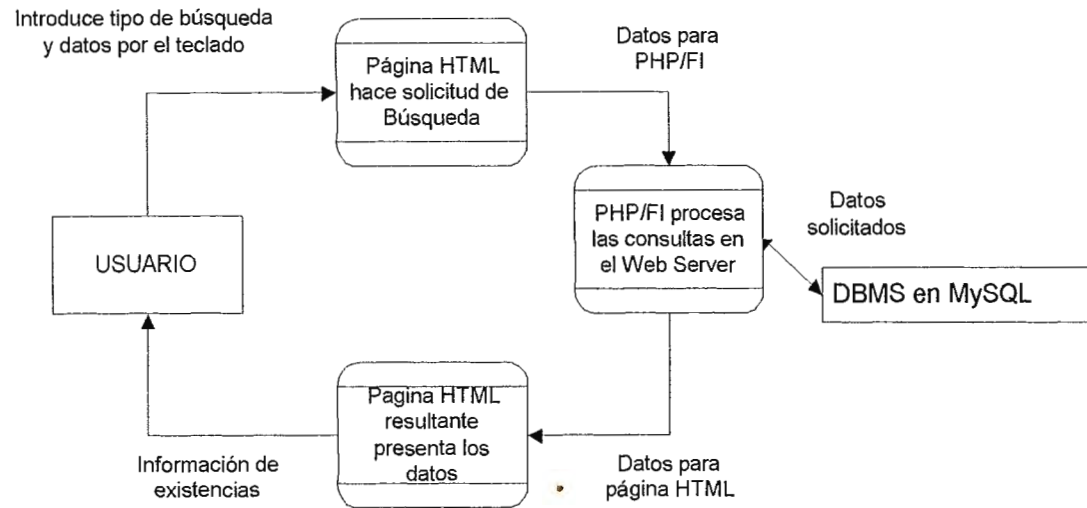 Introduce tipo de búsqueda
y datos por el teclado
Página HTML
hace solicitud de
Búsqueda
Datos para
PHP/FI
PHP/FI procesa
las consultas en
el Web Server
Datos
solicitados
DBMS en MySQL
USUARIO
Pagina HTML
resultante
presenta los
datos
Información de
existencias
Datos para
página HTML